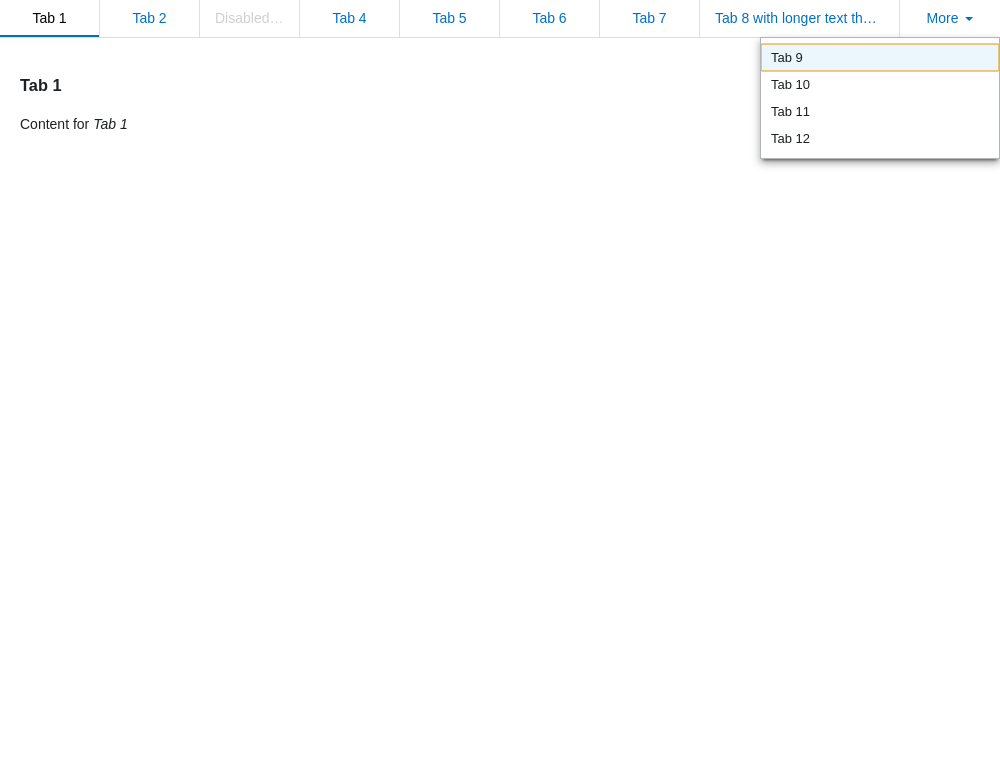 Tab 1 Tab 2 Disabled… Tab 4 Tab 5 Tab 6 Tab 7 Tab 8 with longer text th… More
Tab 9
Tab 10
Tab 11
Tab 12
Tab 1
Content for Tab 1